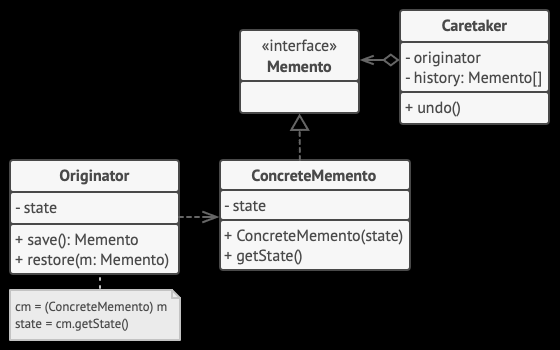 Caretaker
- originator
- history: Memento[]
+ undo()
«interface»
Memento
Originator
- state
+ save(): Memento
+ restore(m: Memento)
ConcreteMemento
- state
+ ConcreteMemento(state)
+ getState()
cm = (ConcreteMemento) m
state = cm.getState()